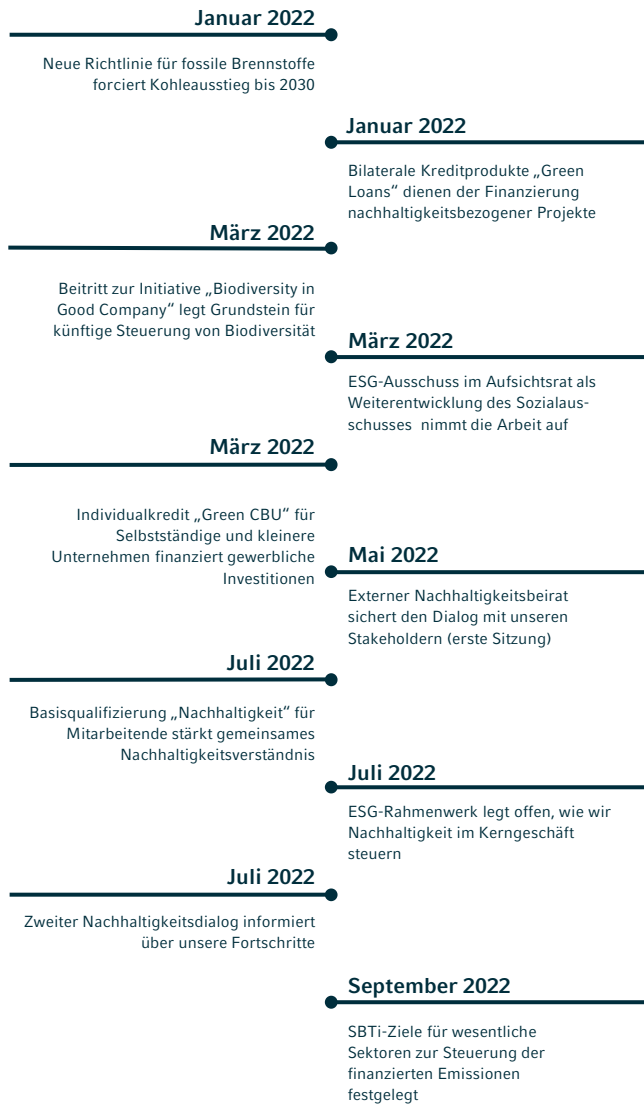 Januar 2022
Neue Richtlinie für fossile Brennstoffe
forciert Kohleausstieg bis 2030
Januar 2022
Bilaterale Kreditprodukte „Green
Loans“ dienen der Finanzierung
nachhaltigkeitsbezogener Projekte
März 2022
Beitritt zur Initiative „Biodiversity in
Good Company“ legt Grundstein für
künftige Steuerung von Biodiversität
März 2022
ESG-Ausschuss im Aufsichtsrat als
Weiterentwicklung des Sozialaus-
schusses nimmt die Arbeit auf
März 2022
Individualkredit „Green CBU“ für
Selbstständige und kleinere
Unternehmen finanziert gewerbliche
Investitionen
Mai 2022
Externer Nachhaltigkeitsbeirat
sichert den Dialog mit unseren
Stakeholdern (erste Sitzung)
Juli 2022
Basisqualifizierung „Nachhaltigkeit“ für
Mitarbeitende stärkt gemeinsames
Nachhaltigkeitsverständnis
Juli 2022
ESG-Rahmenwerk legt offen, wie wir
Nachhaltigkeit im Kerngeschäft
steuern
Juli 2022
Zweiter Nachhaltigkeitsdialog informiert
über unsere Fortschritte
September 2022
SBTi-Ziele für wesentliche
Sektoren zur Steuerung der
finanzierten Emissionen
festgelegt